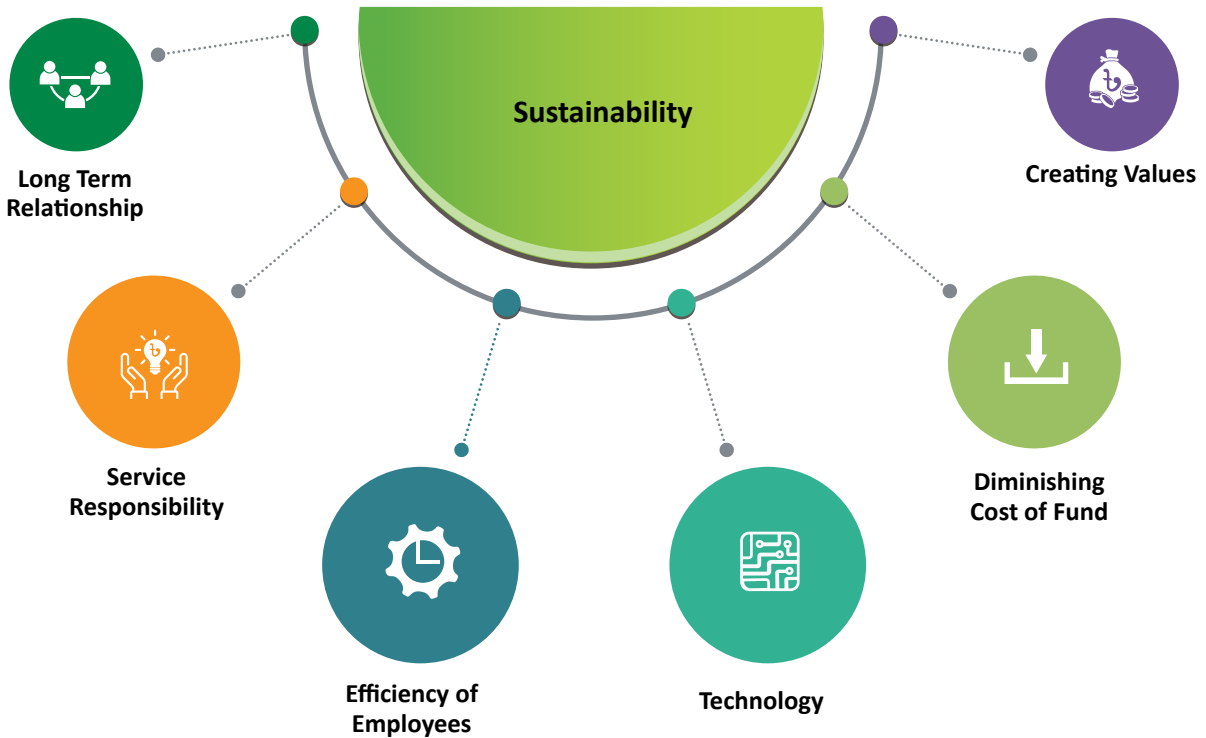 Sustainability
Long Term
Relationship
Creating Values
Service
Responsibility
Diminishing
Cost of Fund
Efficiency of
Employees
Technology
৳
৳